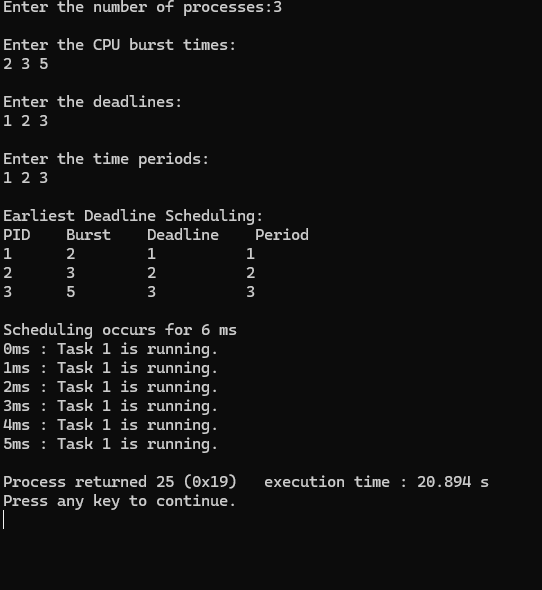 Enter the number of processes:3
Enter the CPU burst times:
2 3 5
Enter the deadlines:
1 2 3
Enter the time periods:
1 2 3
Earliest Deadline Scheduling:
PID    Burst    Deadline    Period
1      2        1           1
2      3        2           2
3      5        3           3
Scheduling occurs for 6 ms
0ms : Task 1 is running.
1ms : Task 1 is running.
2ms : Task 1 is running.
3ms : Task 1 is running.
4ms : Task 1 is running.
5ms : Task 1 is running.
Process returned 25 (0x19)   execution time : 20.894 s
Press any key to continue.